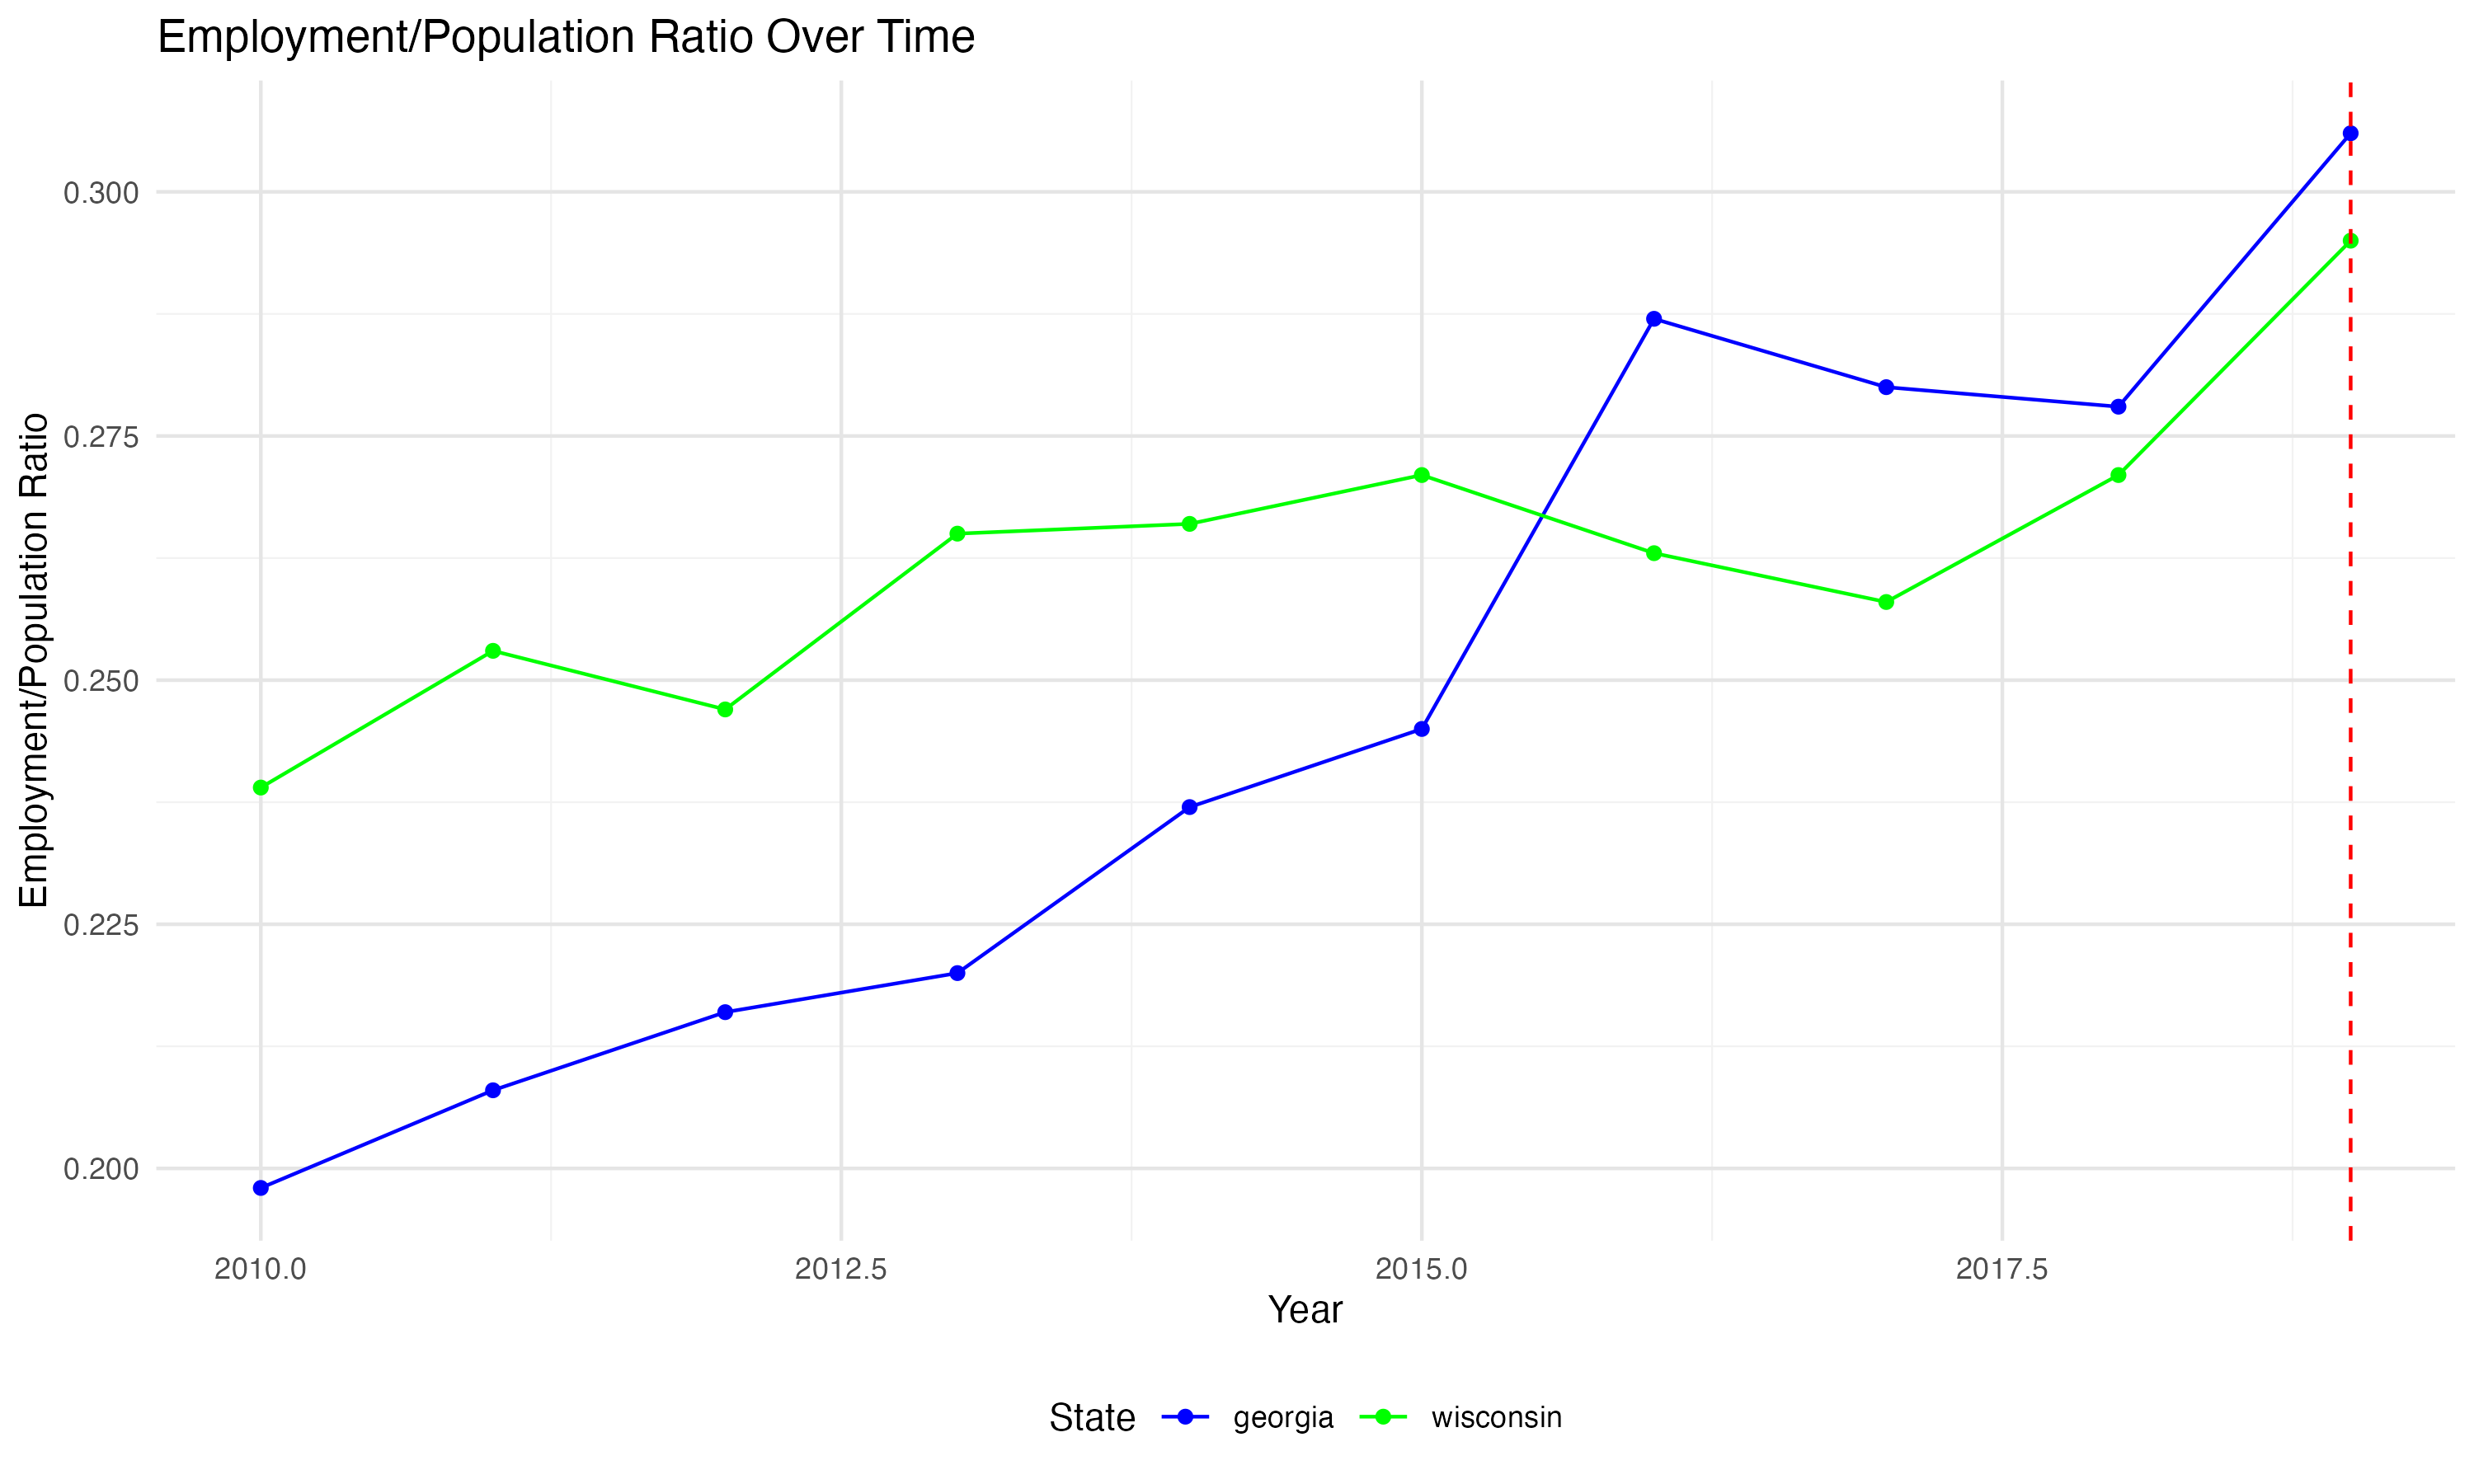 Employment/Population Ratio Over Time
Employment/Population Ratio
0.300
0.275
0.250
0.225
0.200
2010.0 2012.5 2015.0 2017.5
Year
State georgia wisconsin